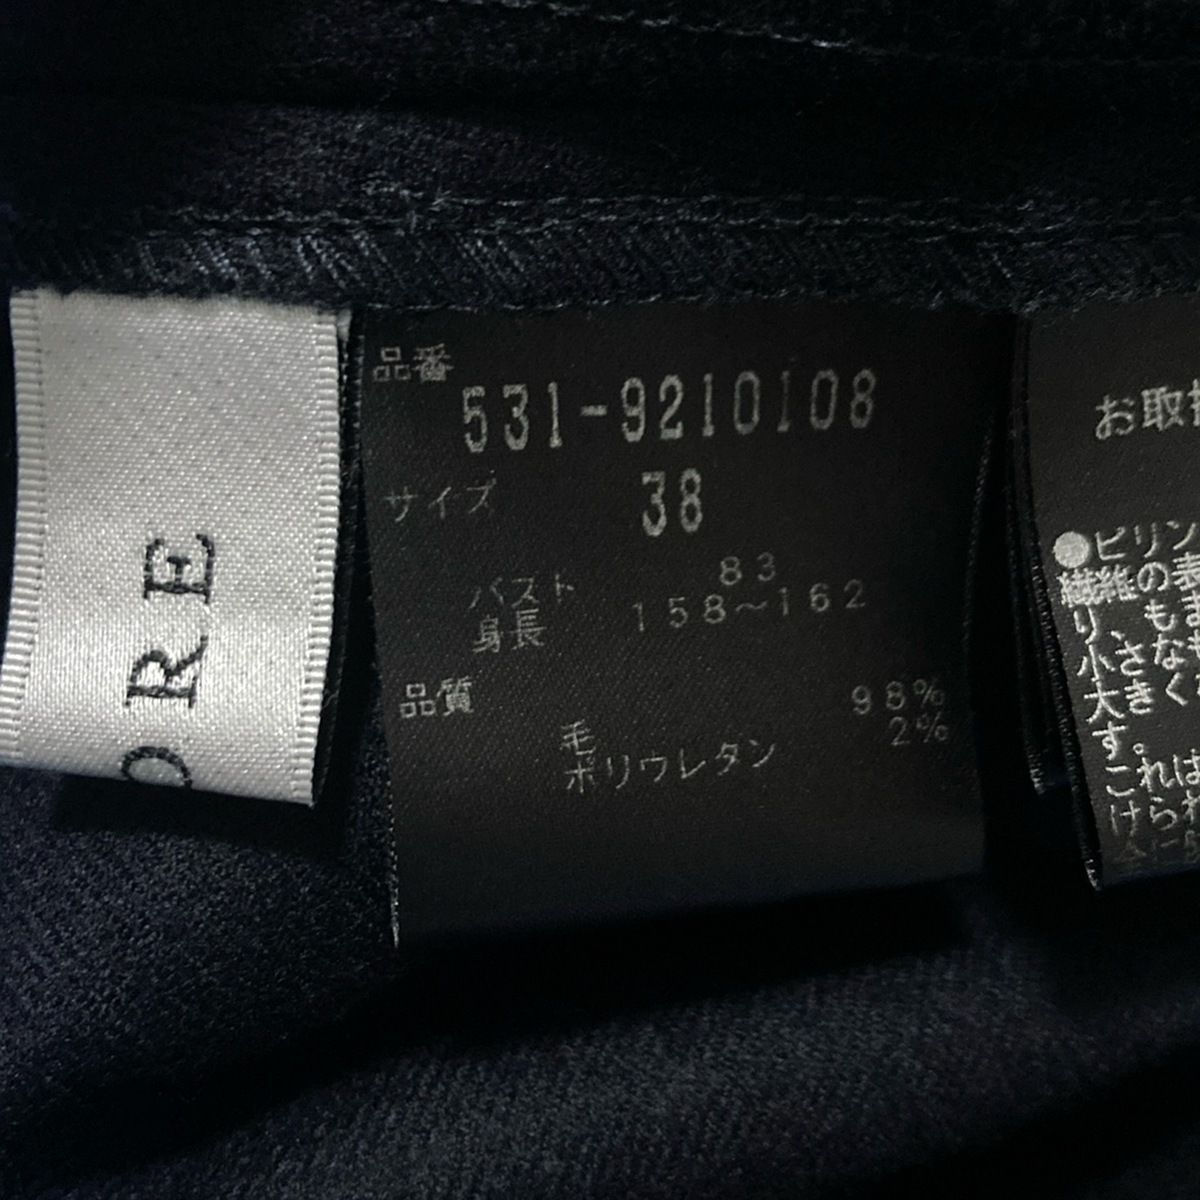 ORE
品番
531-9210108
サイズ 38
バスト 83
身長 158～162
品質
毛 98%
ポリウレタン 2%
お取扱
●ピリン
繊維の表
り、もま
小さなも
大きく
す。
これは
けられ